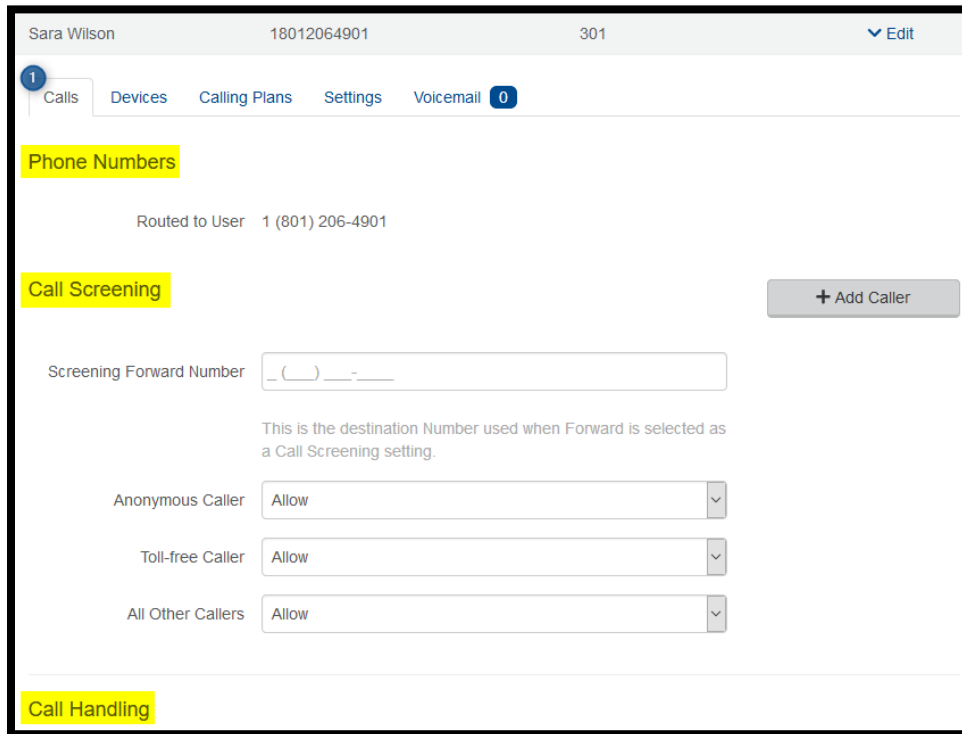 Sara Wilson 18012064901 301 Edit
1
Calls Devices Calling Plans Settings Voicemail 0
Phone Numbers
Routed to User 1 (801) 206-4901
Call Screening
+ Add Caller
Screening Forward Number _ (___) ___-____
This is the destination Number used when Forward is selected as
a Call Screening setting.
Anonymous Caller Allow
Toll-free Caller Allow
All Other Callers Allow
Call Handling